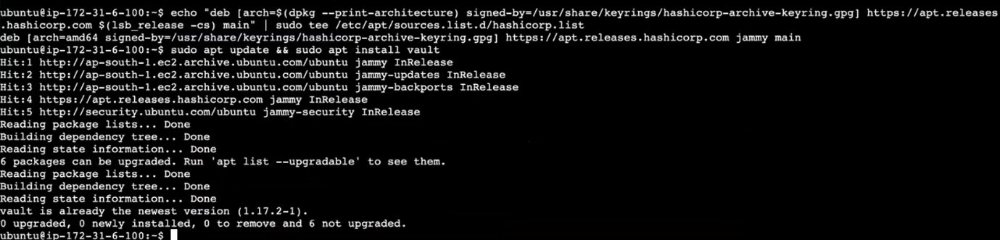 ubuntu@ip-172-31-6-100:~$ echo "deb [arch=$(dpkg --print-architecture) signed-by=/usr/share/keyrings/hashicorp-archive-keyring.gpg] https://apt.releases
.hashicorp.com $(lsb_release -cs) main" | sudo tee /etc/apt/sources.list.d/hashicorp.list
deb [arch=amd64 signed-by=/usr/share/keyrings/hashicorp-archive-keyring.gpg] https://apt.releases.hashicorp.com jammy main
ubuntu@ip-172-31-6-100:~$ sudo apt update && sudo apt install vault
Hit:1 http://ap-south-1.ec2.archive.ubuntu.com/ubuntu jammy InRelease
Hit:2 http://ap-south-1.ec2.archive.ubuntu.com/ubuntu jammy-updates InRelease
Hit:3 http://ap-south-1.ec2.archive.ubuntu.com/ubuntu jammy-backports InRelease
Hit:4 https://apt.releases.hashicorp.com jammy InRelease
Hit:5 http://security.ubuntu.com/ubuntu jammy-security InRelease
Reading package lists... Done
Building dependency tree... Done
Reading state information... Done
6 packages can be upgraded. Run 'apt list --upgradable' to see them.
Reading package lists... Done
Building dependency tree... Done
Reading state information... Done
vault is already the newest version (1.17.2-1).
0 upgraded, 0 newly installed, 0 to remove and 6 not upgraded.
ubuntu@ip-172-31-6-100:~$